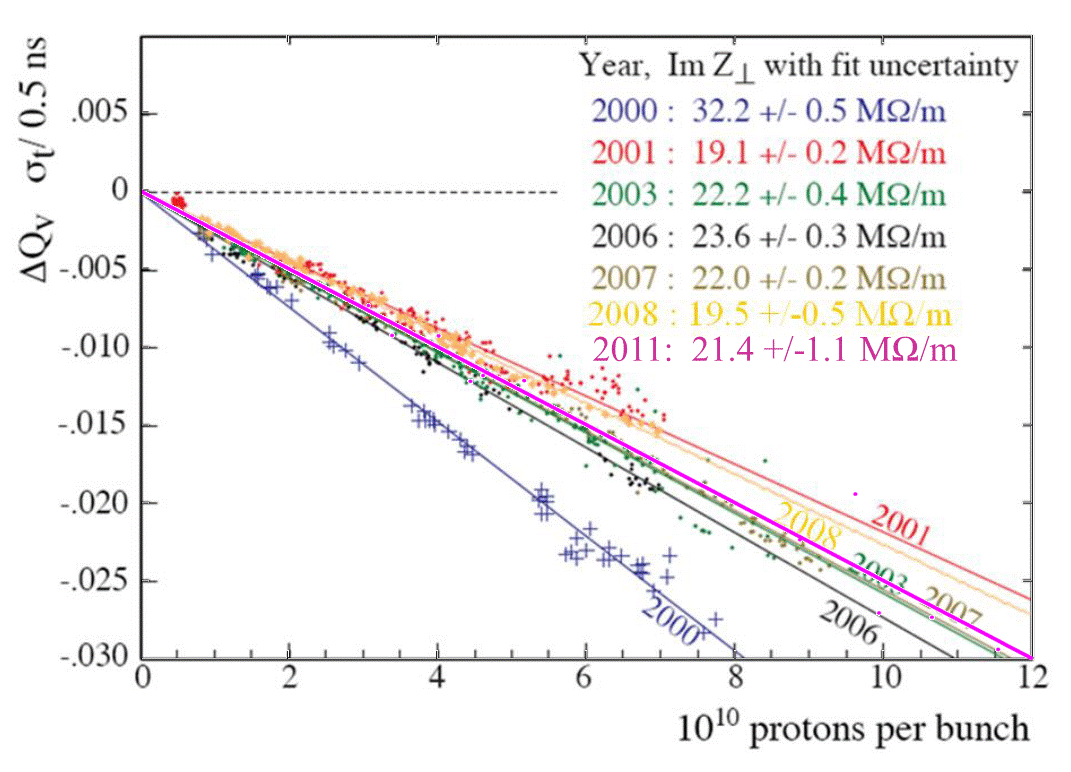 ΔQv σt/ 0.5 ns
Year, Im Z⊥ with fit uncertainty
2000 : 32.2 +/- 0.5 MΩ/m
2001 : 19.1 +/- 0.2 MΩ/m
2003 : 22.2 +/- 0.4 MΩ/m
2006 : 23.6 +/- 0.3 MΩ/m
2007 : 22.0 +/- 0.2 MΩ/m
2008 : 19.5 +/-0.5 MΩ/m
2011: 21.4 +/-1.1 MΩ/m
.005
0
-.005
-.010
-.015
-.020
-.025
-.030
2001
2008
2003
2007
2006
2000
0 2 4 6 8 10 12
10¹⁰ protons per bunch